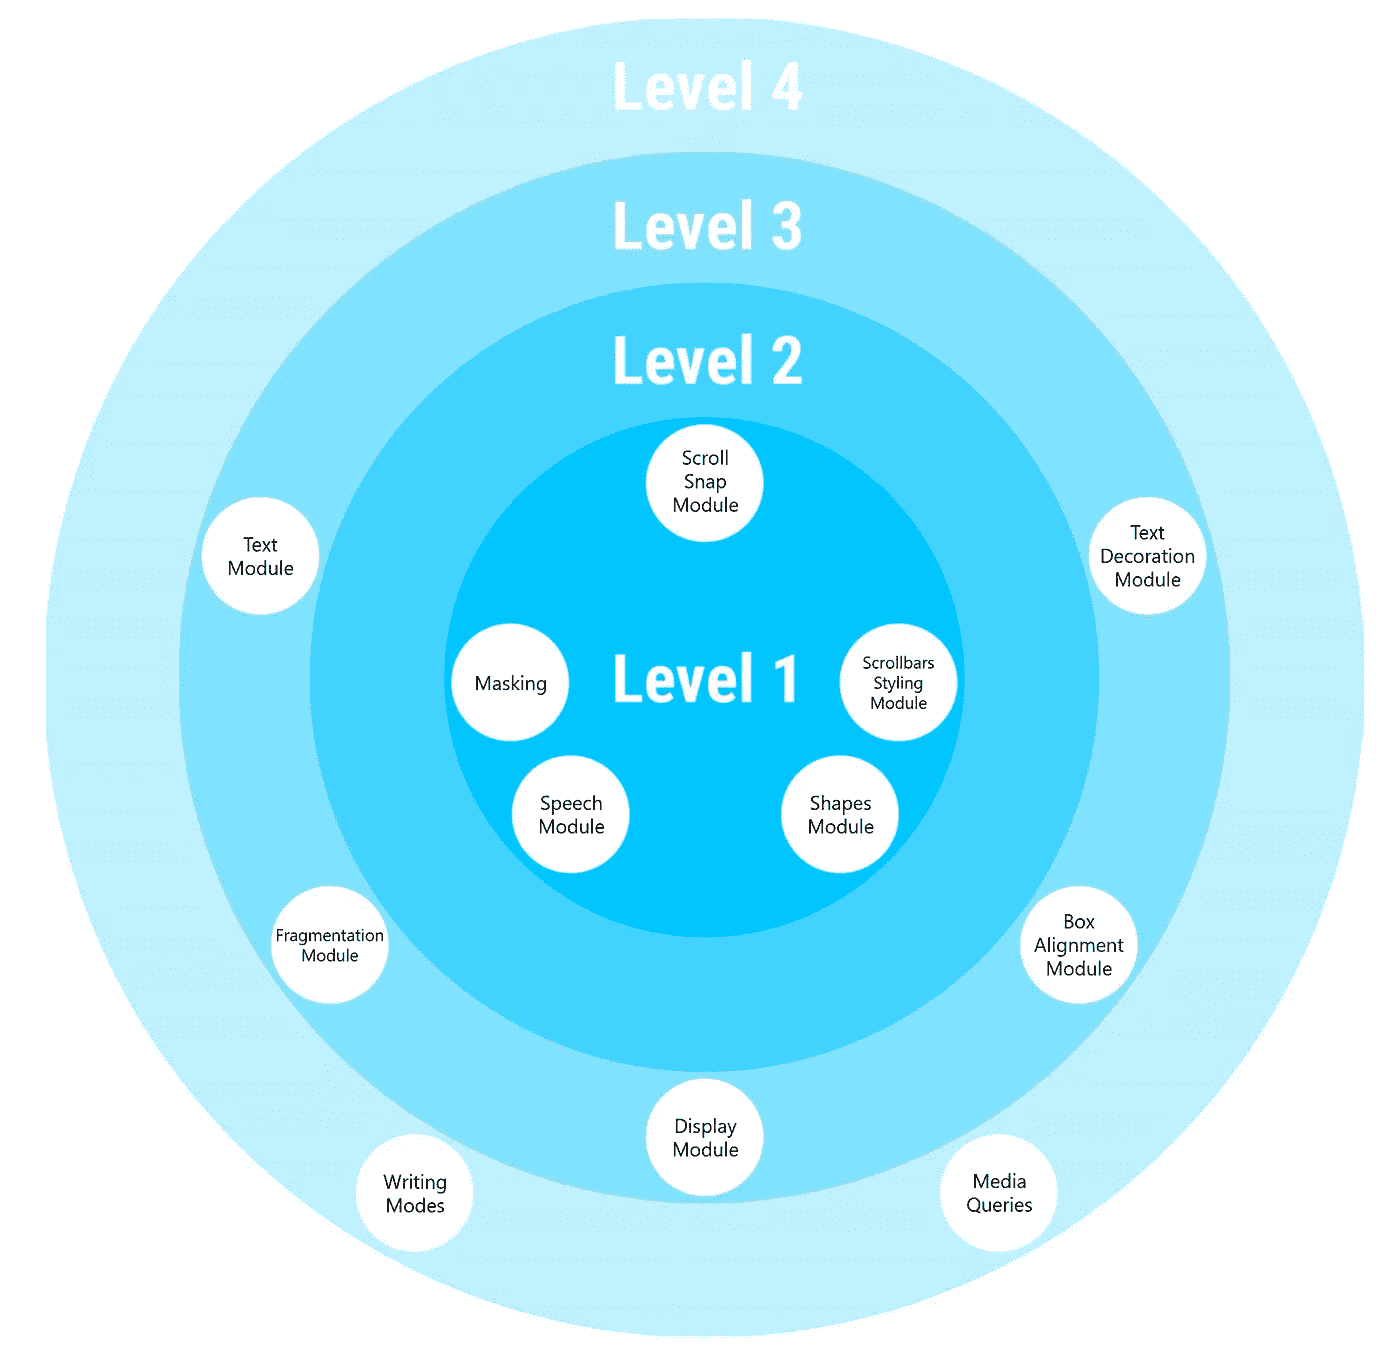 Level 4
Level 3
Level 2
Scroll
Snap
Module
Text
Module
Text
Decoration
Module
Masking
Level 1
Scrollbars
Styling
Module
Speech
Module
Shapes
Module
Fragmentation
Module
Box
Alignment
Module
Display
Module
Writing
Modes
Media
Queries